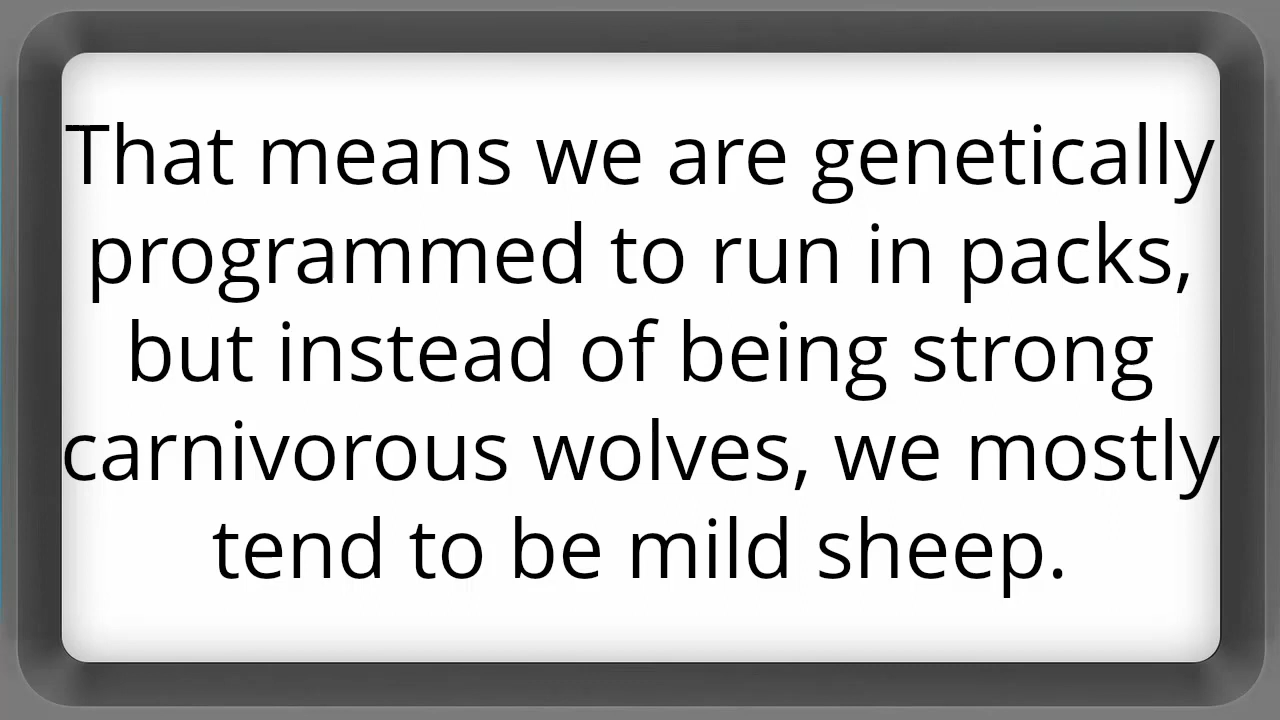 That means we are genetically
programmed to run in packs,
but instead of being strong
carnivorous wolves, we mostly
tend to be mild sheep.